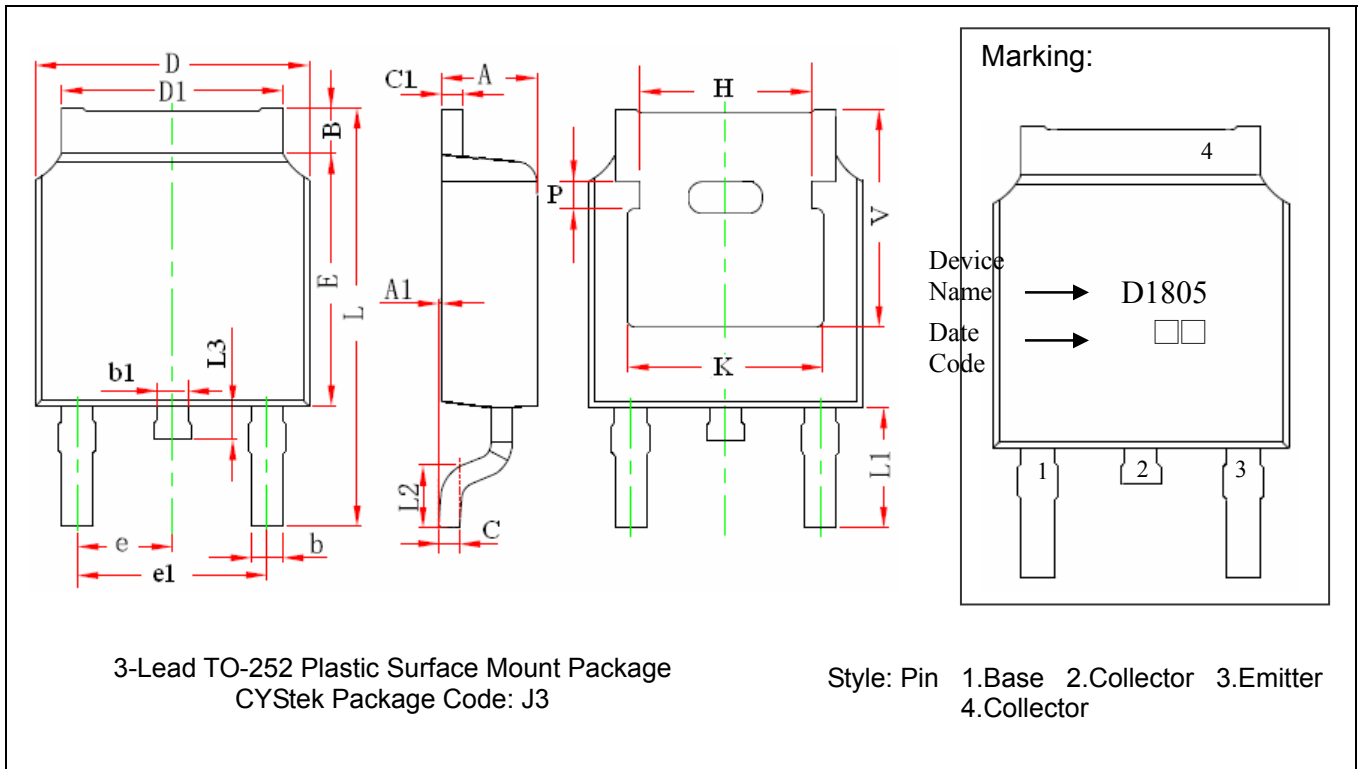 D
D1
B
E
L
L3
b1
e
e1
b
C1
A
A1
L2
C
H
P
V
K
L1
Marking:
4
Device
Name
D1805
Date
Code
□□
1
2
3
3-Lead TO-252 Plastic Surface Mount Package
CYStek Package Code: J3
Style: Pin 1.Base 2.Collector 3.Emitter
4.Collector